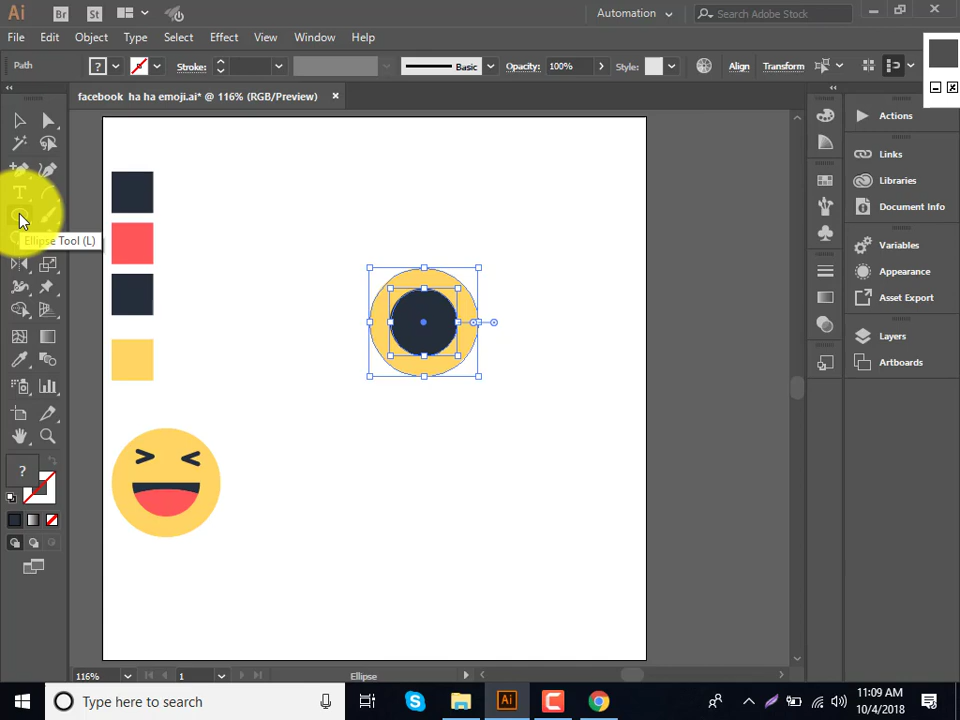 Ai Br St Automation Search Adobe Stock
File Edit Object Type Select Effect View Window Help
Path ? Stroke: Basic Opacity: 100% Style: Align Transform
facebook ha ha emoji.ai* @ 116% (RGB/Preview) ×
Actions
Links
Libraries
Document Info
Variables
Appearance
Asset Export
Layers
Artboards
T
Ellipse Tool (L)
?
116% 1 Ellipse
Type here to search
S
Ai
C
11:09 AM
10/4/2018